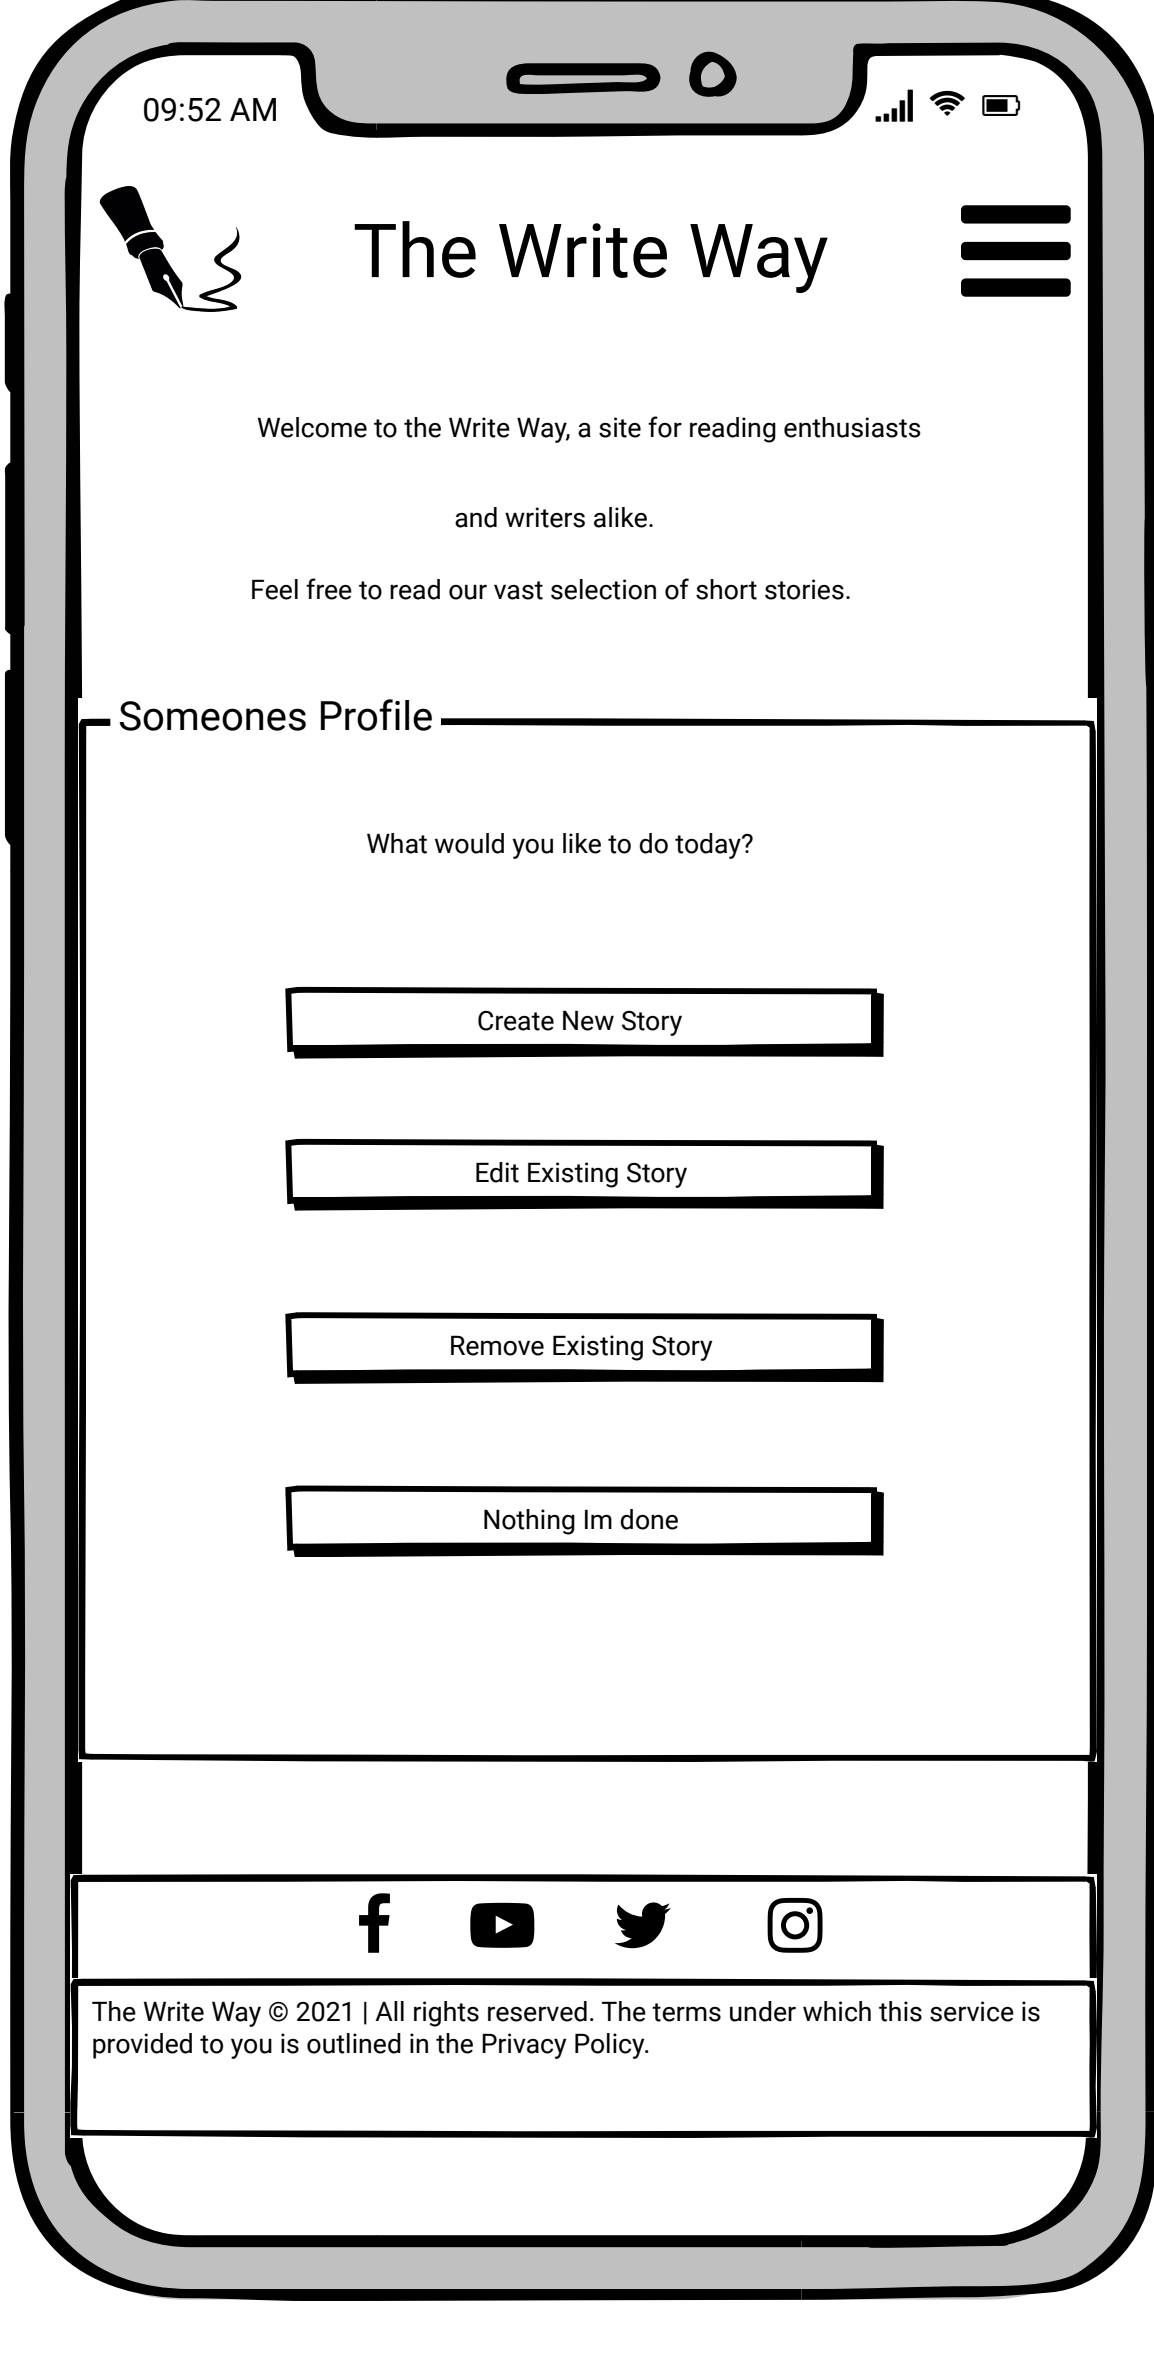 09:52 AM
The Write Way
Welcome to the Write Way, a site for reading enthusiasts
and writers alike.
Feel free to read our vast selection of short stories.
Someones Profile
What would you like to do today?
Create New Story
Edit Existing Story
Remove Existing Story
Nothing Im done
The Write Way © 2021 | All rights reserved. The terms under which this service is
provided to you is outlined in the Privacy Policy.